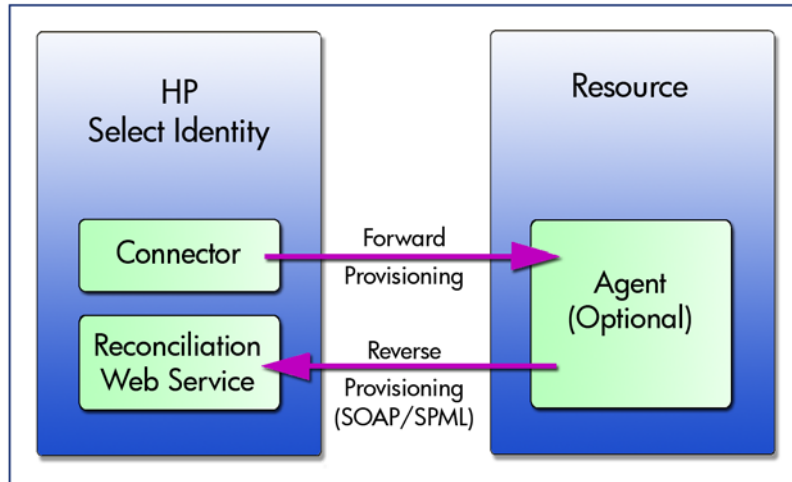 HP
Select Identity
Connector
Reconciliation
Web Service
Forward
Provisioning
Reverse
Provisioning
(SOAP/SPML)
Resource
Agent
(Optional)